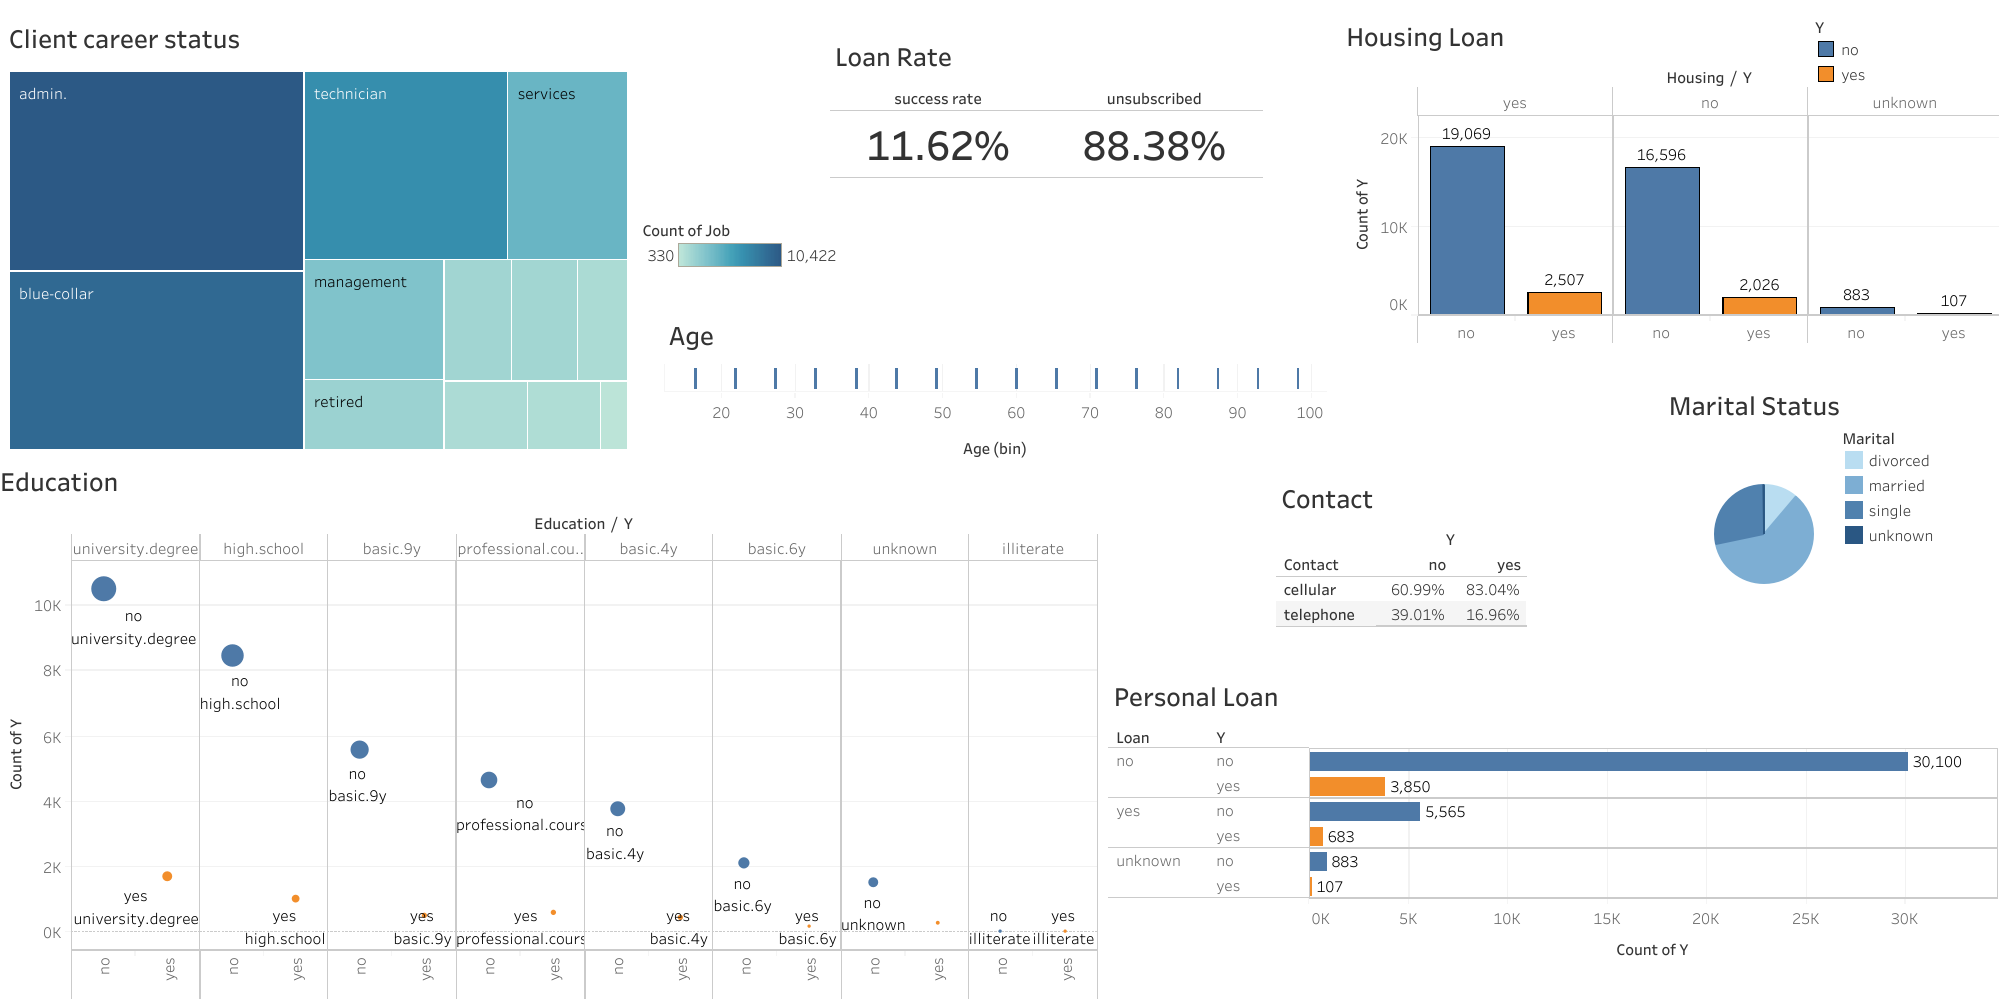 Client career status
admin.
technician
services
blue-collar
management
retired
Count of Job
330
10,422
Loan Rate
success rate unsubscribed
11.62% 88.38%
Age
20 30 40 50 60 70 80 90 100
Age (bin)
Housing Loan
Y
no
yes
Housing / Y
yes no unknown
20K
10K
0K
Count of Y
19,069
2,507
16,596
2,026
883
107
no yes no yes no yes
Marital Status
Marital
divorced
married
single
unknown
Contact
Y
Contact no yes
cellular 60.99% 83.04%
telephone 39.01% 16.96%
Education
Education / Y
university.degree high.school basic.9y professional.cou.. basic.4y basic.6y unknown illiterate
Count of Y
10K
8K
6K
4K
2K
0K
no
university.degree
no
high.school
no
basic.9y
no
professional.cours
no
basic.4y
no
basic.6y
no
unknown
yes
university.degree
yes
high.school
yes
basic.9y
yes
professional.cours
yes
basic.4y
yes
basic.6y
no
illiterate
yes
illiterate
no yes no yes no yes no yes no yes no yes no yes no yes
Personal Loan
Loan Y
no no 30,100
yes 3,850
yes no 5,565
yes 683
unknown no 883
yes 107
0K 5K 10K 15K 20K 25K 30K
Count of Y